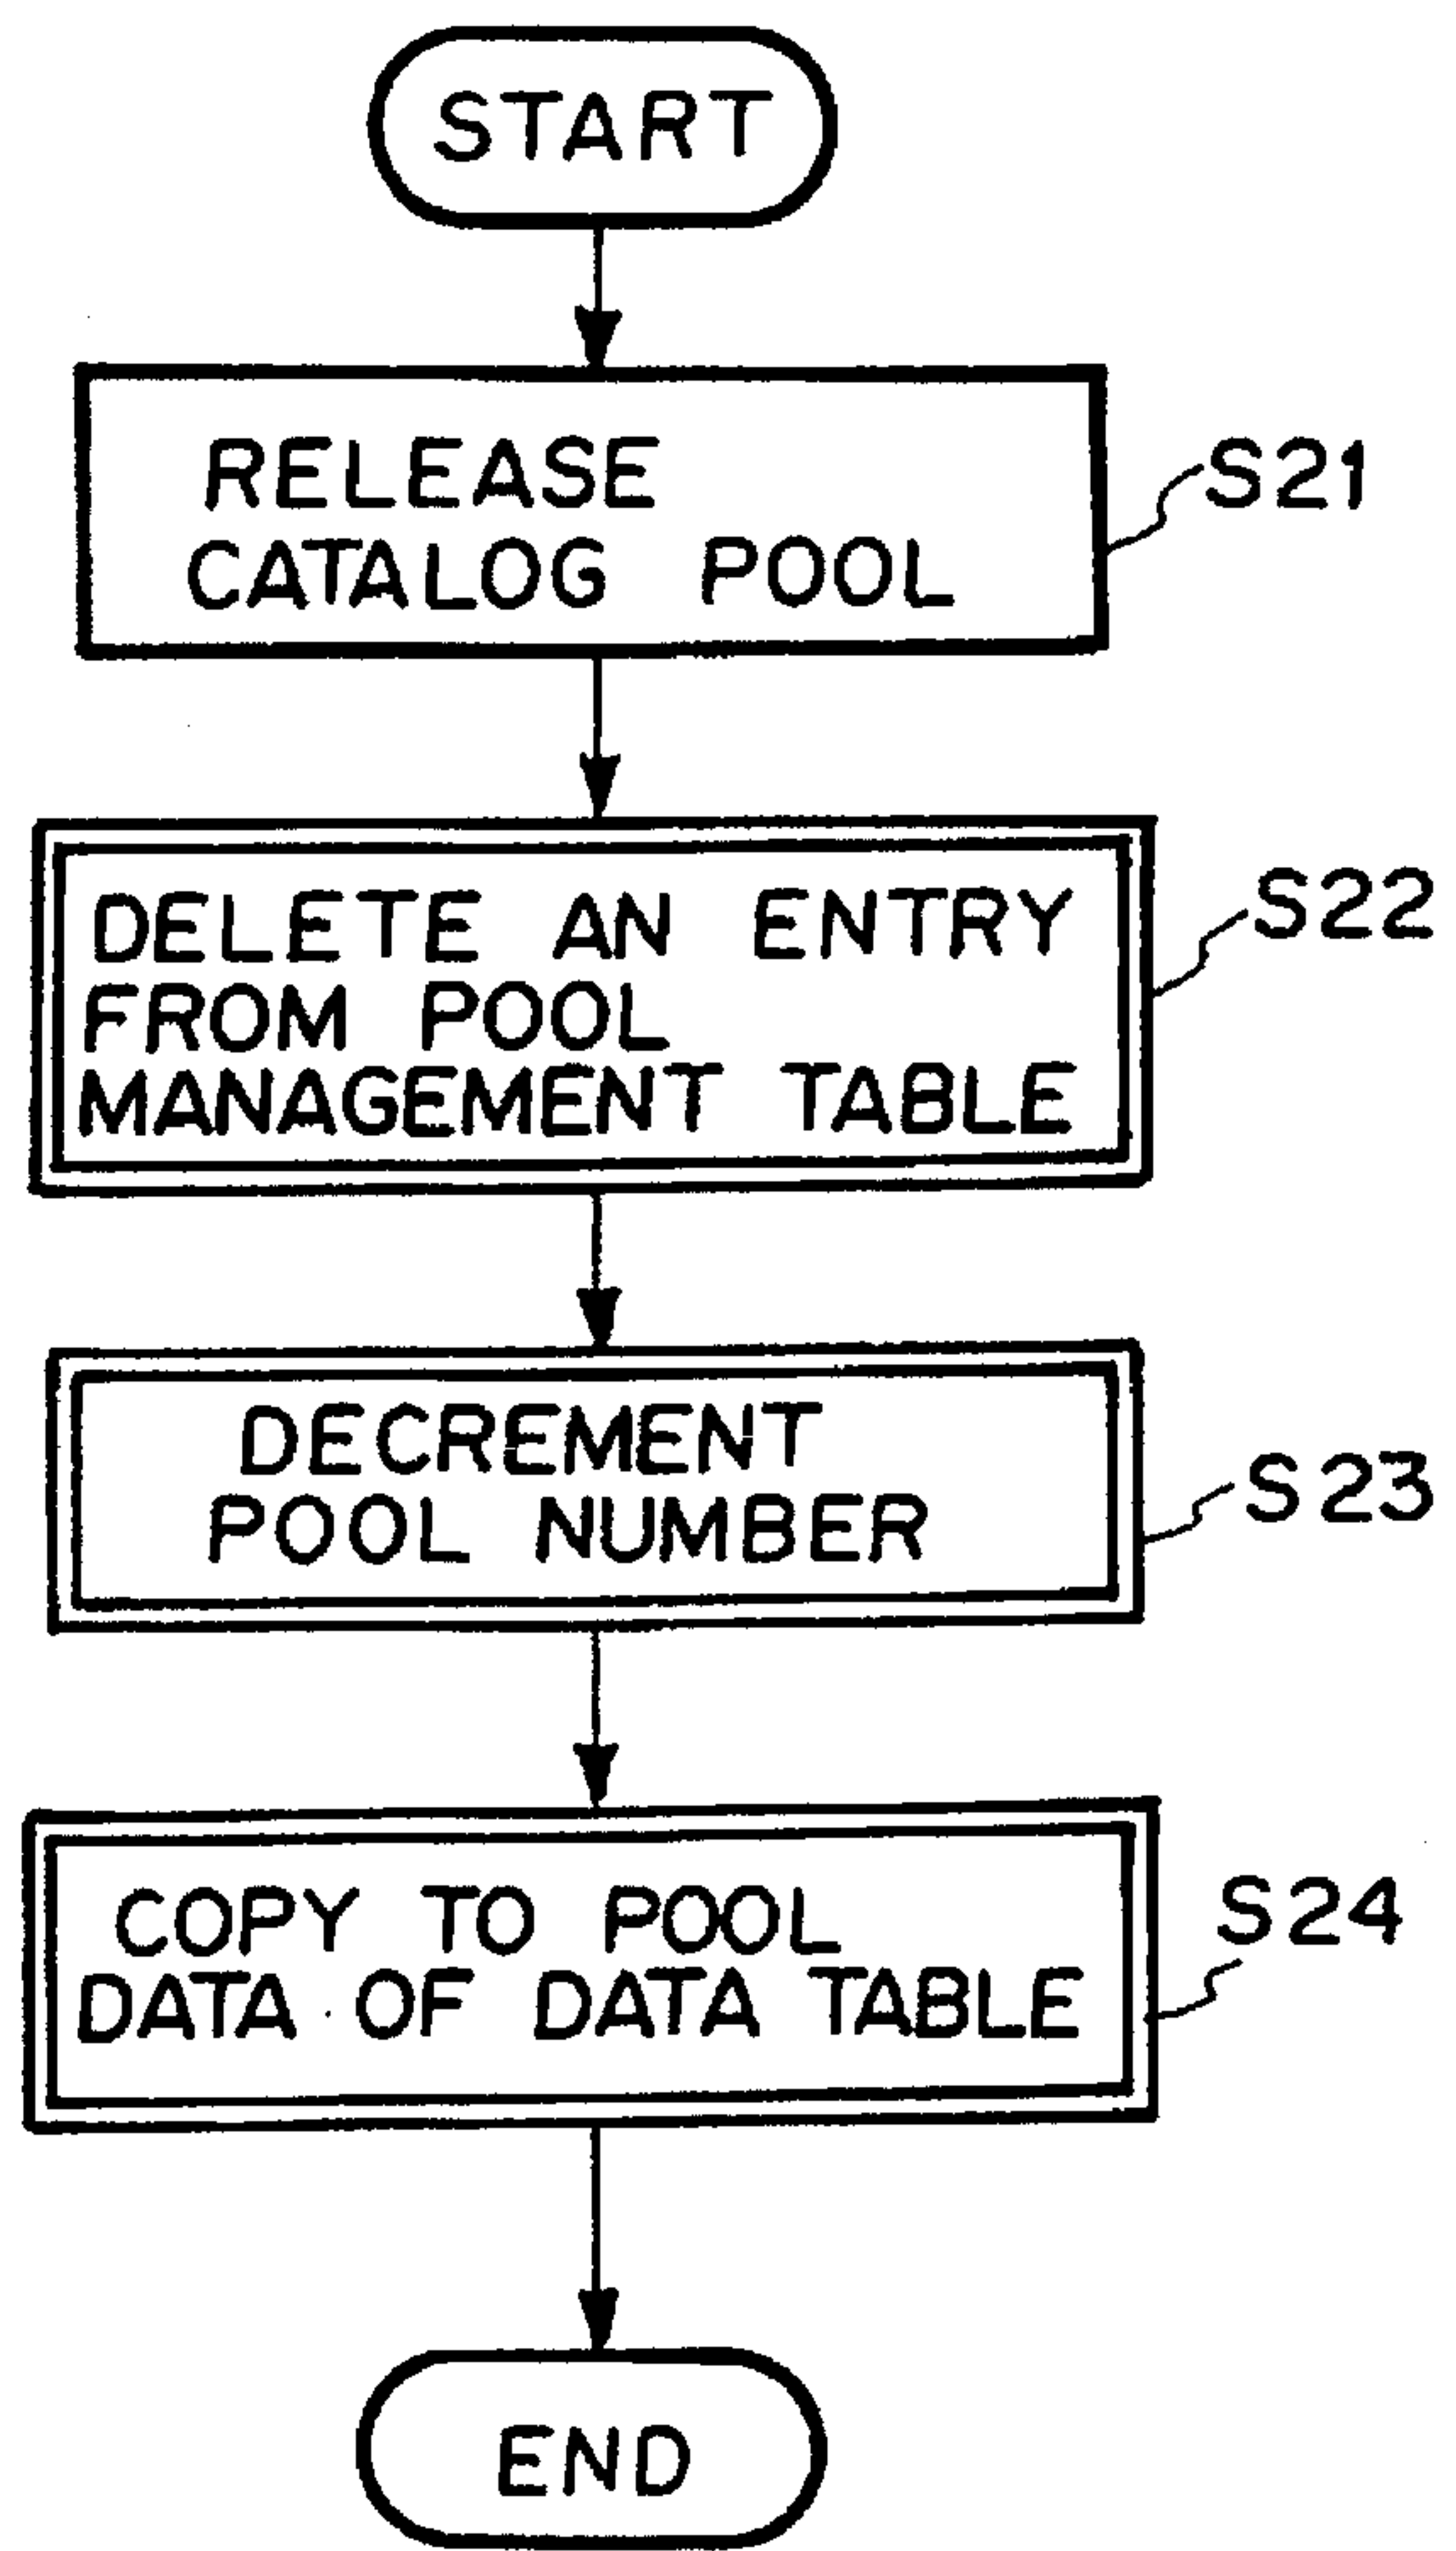 START
RELEASE
CATALOG POOL
S21
DELETE AN ENTRY
FROM POOL
MANAGEMENT TABLE
S22
DECREMENT
POOL NUMBER
S23
COPY TO POOL
DATA OF DATA TABLE
S24
END